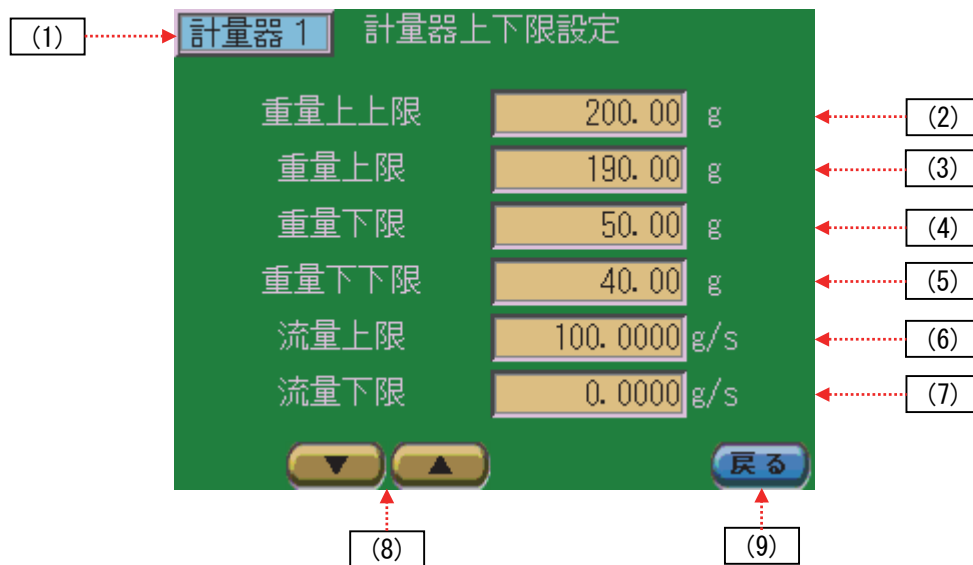 (1) 計量器 1 計量器上下限設定
重量上上限 200.00 g (2)
重量上限 190.00 g (3)
重量下限 50.00 g (4)
重量下下限 40.00 g (5)
流量上限 100.0000 g/s (6)
流量下限 0.0000 g/s (7)
▼ ▲ 戻る
(8) (9)